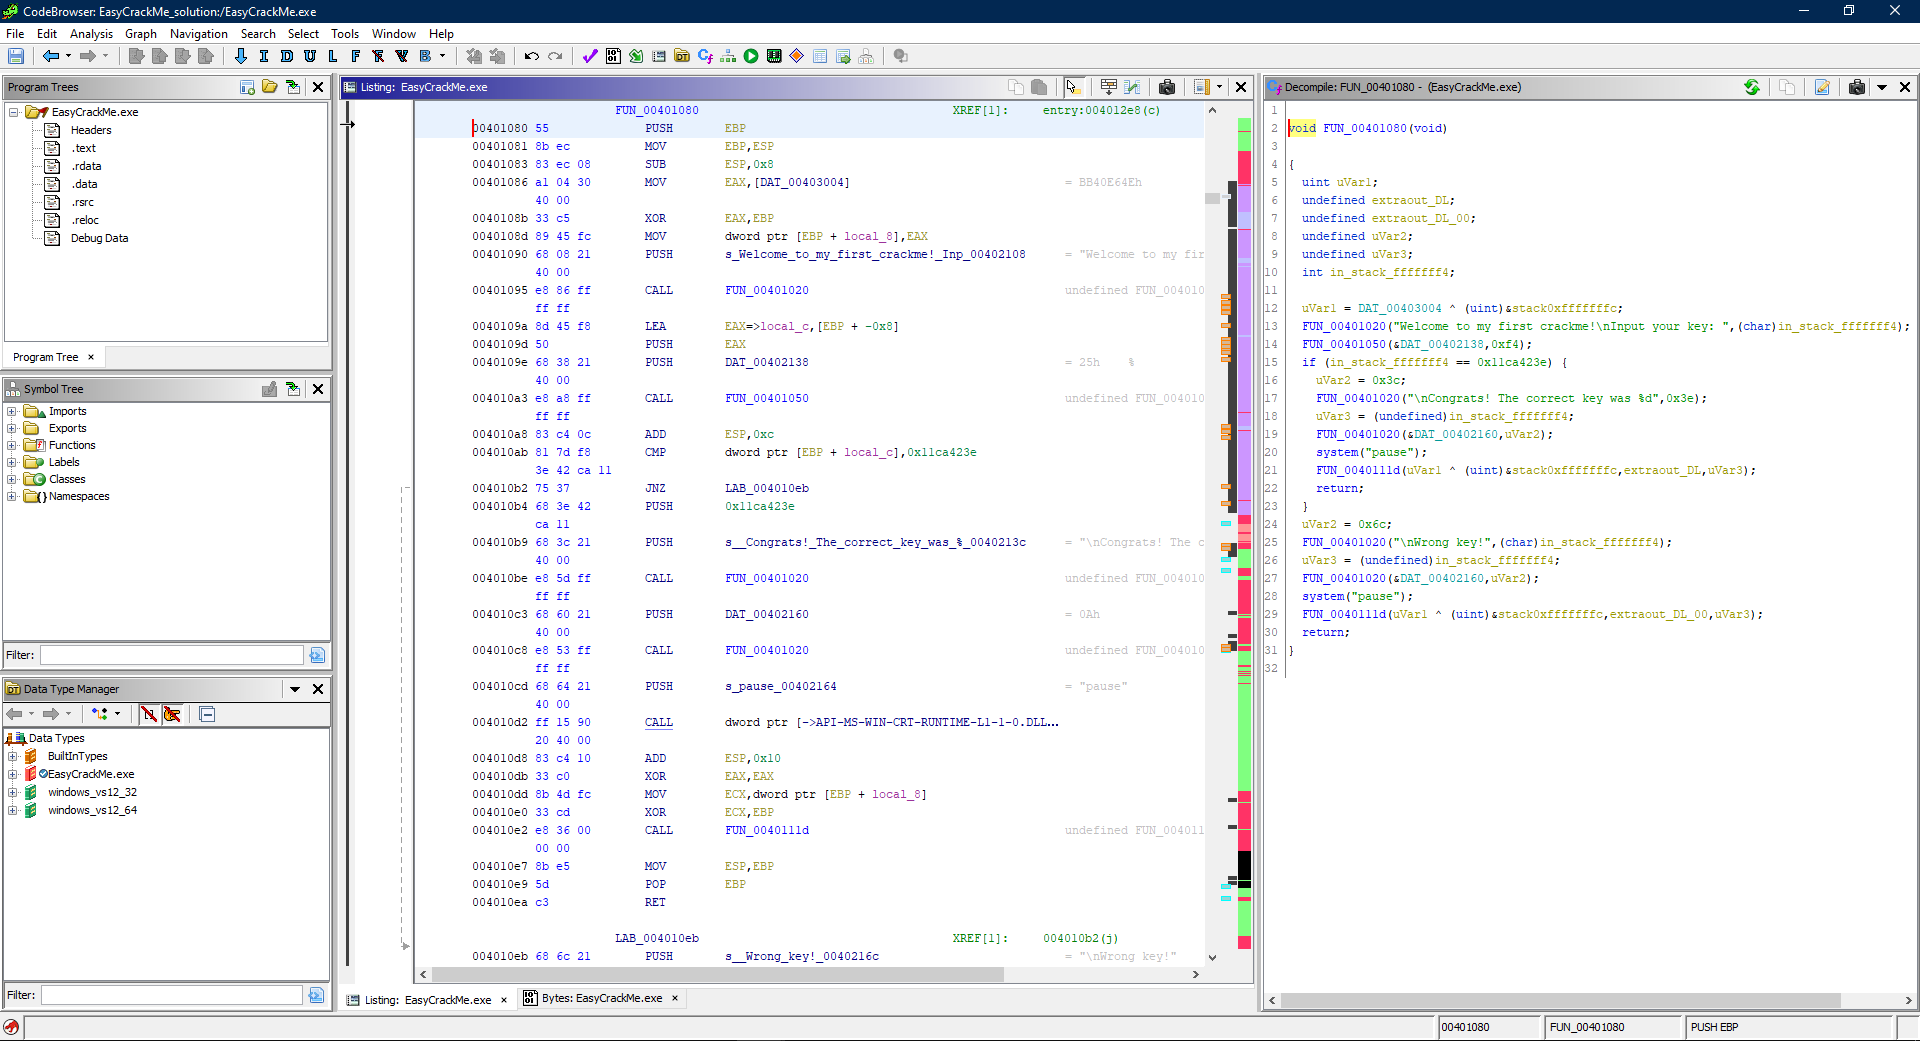 CodeBrowser: EasyCrackMe_solution:/EasyCrackMe.exe
File Edit Analysis Graph Navigation Search Select Tools Window Help
I D U L F B
Program Trees
EasyCrackMe.exe
Headers
.text
.rdata
.data
.rsrc
.reloc
Debug Data
Program Tree ×
Symbol Tree
Imports
Exports
Functions
Labels
Classes
Namespaces
Filter:
Data Type Manager
Data Types
BuiltInTypes
EasyCrackMe.exe
windows_vs12_32
windows_vs12_64
Filter:
Listing: EasyCrackMe.exe
FUN_00401080 XREF[1]: entry:004012e8(c)
00401080 55 PUSH EBP
00401081 8b ec MOV EBP,ESP
00401083 83 ec 08 SUB ESP,0x8
00401086 a1 04 30 MOV EAX,[DAT_00403004] = BB40E64Eh
40 00
0040108b 33 c5 XOR EAX,EBP
0040108d 89 45 fc MOV dword ptr [EBP + local_8],EAX
00401090 68 08 21 PUSH s_Welcome_to_my_first_crackme!_Inp_00402108 = "Welcome to my fir
40 00
00401095 e8 86 ff CALL FUN_00401020 undefined FUN_004010
ff ff
0040109a 8d 45 f8 LEA EAX=>local_c,[EBP + -0x8]
0040109d 50 PUSH EAX
0040109e 68 38 21 PUSH DAT_00402138 = 25h %
40 00
004010a3 e8 a8 ff CALL FUN_00401050 undefined FUN_004010
ff ff
004010a8 83 c4 0c ADD ESP,0xc
004010ab 81 7d f8 CMP dword ptr [EBP + local_c],0x11ca423e
3e 42 ca 11
004010b2 75 37 JNZ LAB_004010eb
004010b4 68 3e 42 PUSH 0x11ca423e
ca 11
004010b9 68 3c 21 PUSH s__Congrats!_The_correct_key_was_%_0040213c = "\nCongrats! The c
40 00
004010be e8 5d ff CALL FUN_00401020 undefined FUN_004010
ff ff
004010c3 68 60 21 PUSH DAT_00402160 = 0Ah
40 00
004010c8 e8 53 ff CALL FUN_00401020 undefined FUN_004010
ff ff
004010cd 68 64 21 PUSH s_pause_00402164 = "pause"
40 00
004010d2 ff 15 90 CALL dword ptr [->API-MS-WIN-CRT-RUNTIME-L1-1-0.DLL...
20 40 00
004010d8 83 c4 10 ADD ESP,0x10
004010db 33 c0 XOR EAX,EAX
004010dd 8b 4d fc MOV ECX,dword ptr [EBP + local_8]
004010e0 33 cd XOR ECX,EBP
004010e2 e8 36 00 CALL FUN_0040111d undefined FUN_004011
00 00
004010e7 8b e5 MOV ESP,EBP
004010e9 5d POP EBP
004010ea c3 RET
LAB_004010eb XREF[1]: 004010b2(j)
004010eb 68 6c 21 PUSH s__Wrong_key!_0040216c = "\nWrong key!"
Listing: EasyCrackMe.exe × Bytes: EasyCrackMe.exe ×
Decompile: FUN_00401080 - (EasyCrackMe.exe)
1
2 void FUN_00401080(void)
3
4 {
5 uint uVar1;
6 undefined extraout_DL;
7 undefined extraout_DL_00;
8 undefined uVar2;
9 undefined uVar3;
10 int in_stack_fffffff4;
11
12 uVar1 = DAT_00403004 ^ (uint)&stack0xfffffffc;
13 FUN_00401020("Welcome to my first crackme!\nInput your key: ",(char)in_stack_fffffff4);
14 FUN_00401050(&DAT_00402138,0xf4);
15 if (in_stack_fffffff4 == 0x11ca423e) {
16 uVar2 = 0x3c;
17 FUN_00401020("\nCongrats! The correct key was %d",0x3e);
18 uVar3 = (undefined)in_stack_fffffff4;
19 FUN_00401020(&DAT_00402160,uVar2);
20 system("pause");
21 FUN_0040111d(uVar1 ^ (uint)&stack0xfffffffc,extraout_DL,uVar3);
22 return;
23 }
24 uVar2 = 0x6c;
25 FUN_00401020("\nWrong key!",(char)in_stack_fffffff4);
26 uVar3 = (undefined)in_stack_fffffff4;
27 FUN_00401020(&DAT_00402160,uVar2);
28 system("pause");
29 FUN_0040111d(uVar1 ^ (uint)&stack0xfffffffc,extraout_DL_00,uVar3);
30 return;
31 }
32
00401080 FUN_00401080 PUSH EBP